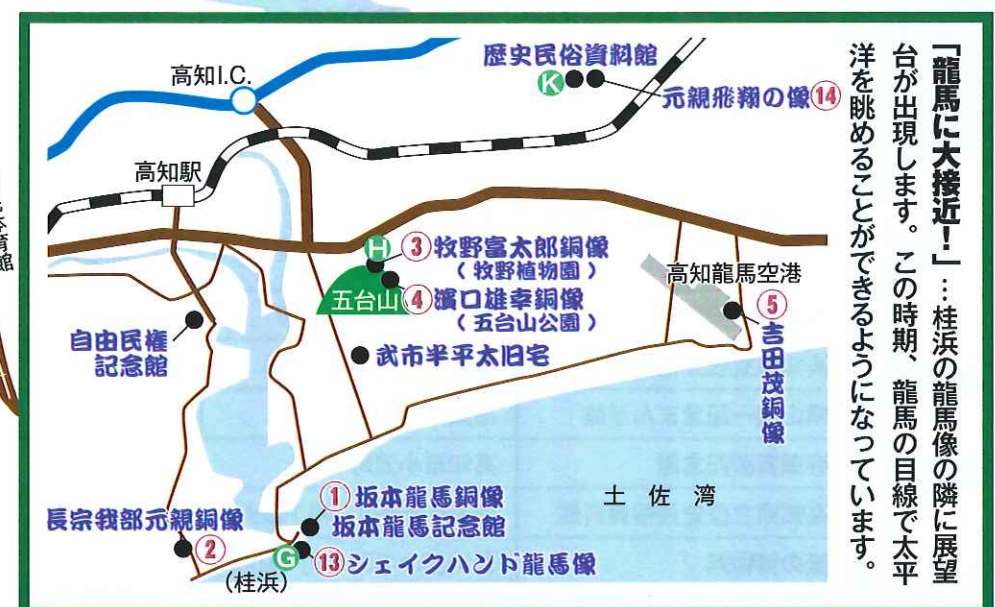 「龍馬に大接近！」…桂浜の龍馬像の隣に展望
台が出現します。この時期、龍馬の目線で太平
洋を眺めることができるようになっています。
歴史民俗資料館
K
元親飛翔の像⑭
高知I.C.
高知駅
H
③牧野富太郎銅像
（牧野植物園）
五台山
④濱口雄幸銅像
（五台山公園）
高知龍馬空港
⑤
吉田茂銅像
自由民権
記念館
武市半平太旧宅
土佐湾
①坂本龍馬銅像
坂本龍馬記念館
長宗我部元親銅像
②
G
⑬シェイクハンド龍馬像
（桂浜）